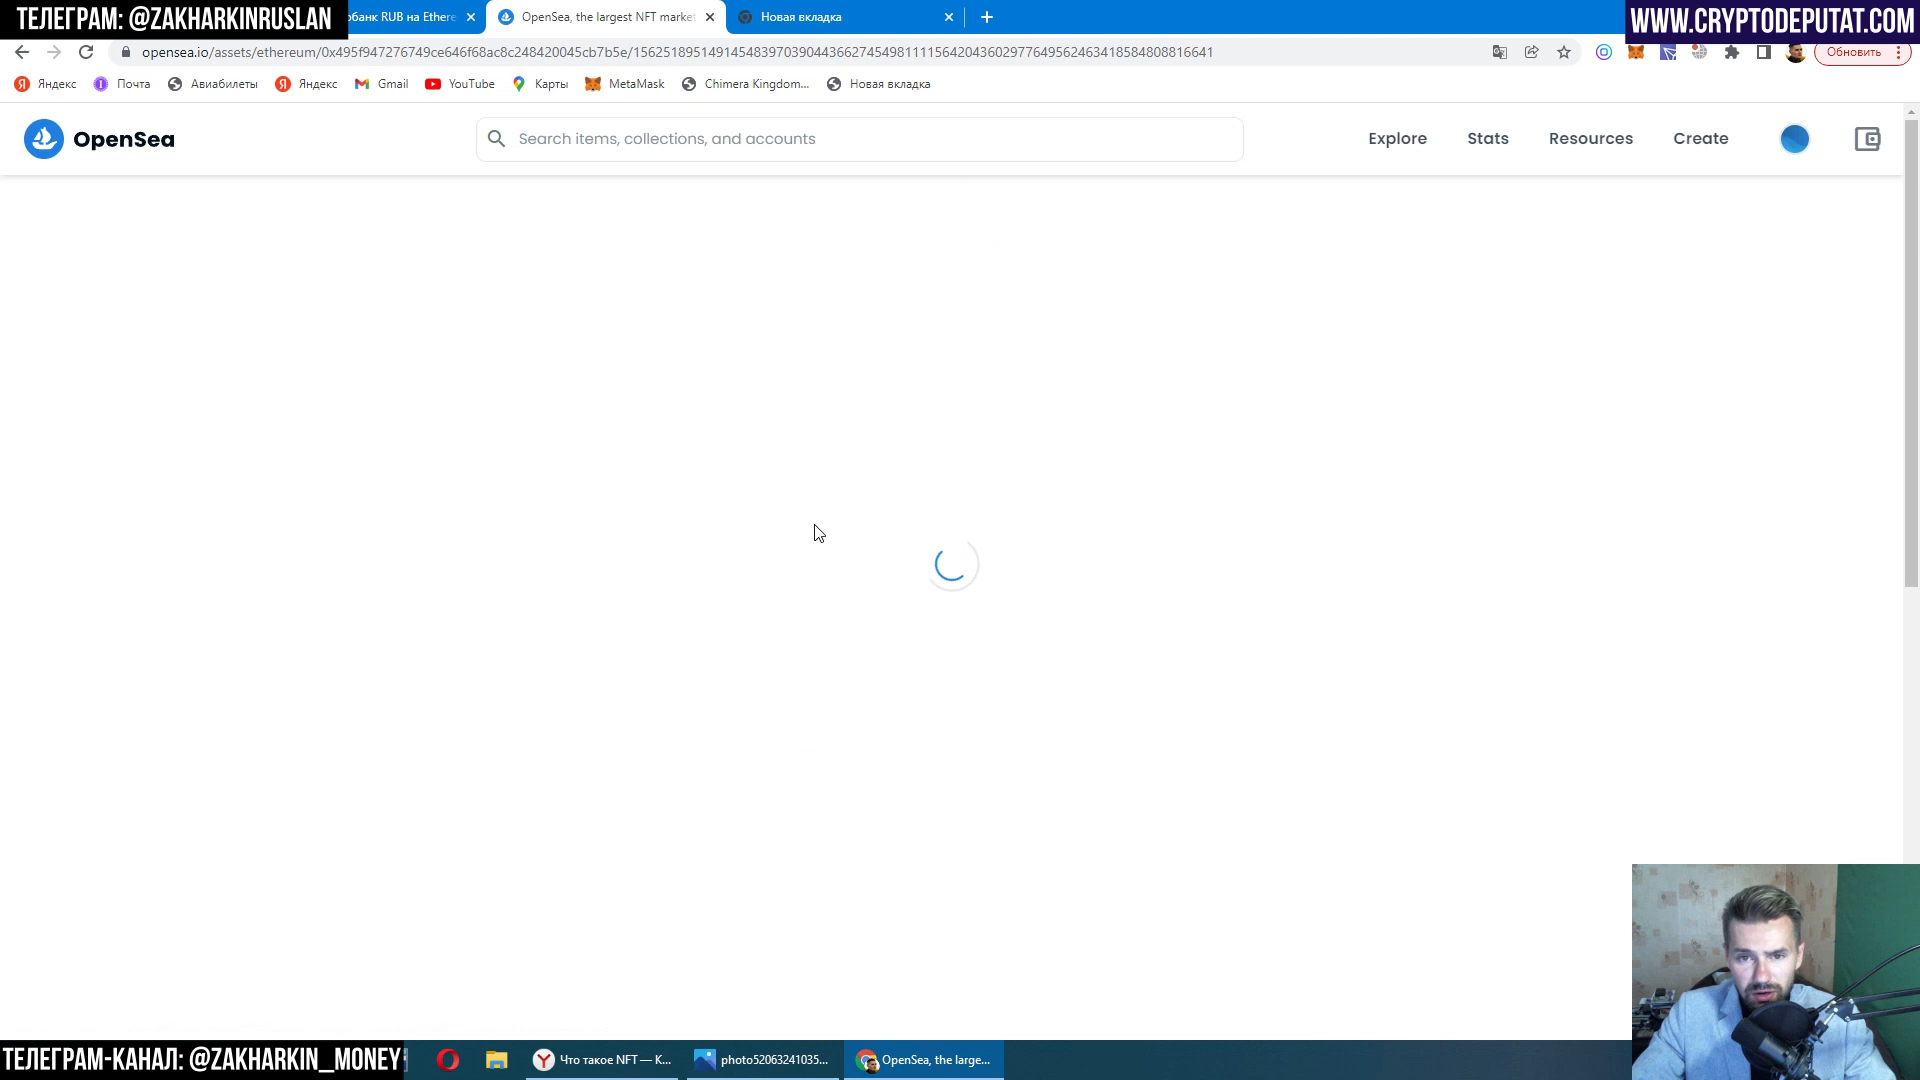 ТЕЛЕГРАМ: @ZAKHARKINRUSLAN
обанк RUB на Ethere
OpenSea, the largest NFT market
Новая вкладка
WWW.CRYPTODEPUTAT.COM
opensea.io/assets/ethereum/0x495f947276749ce646f68ac8c248420045cb7b5e/15625189514914548397039044366274549811115642043602977649562463418584808816641
Обновить
Яндекс
Почта
Авиабилеты
Яндекс
Gmail
YouTube
Карты
MetaMask
Chimera Kingdom...
Новая вкладка
OpenSea
Search items, collections, and accounts
Explore
Stats
Resources
Create
ТЕЛЕГРАМ-КАНАЛ: @ZAKHARKIN_MONEY
Что такое NFT — К...
photo52063241035...
OpenSea, the large...